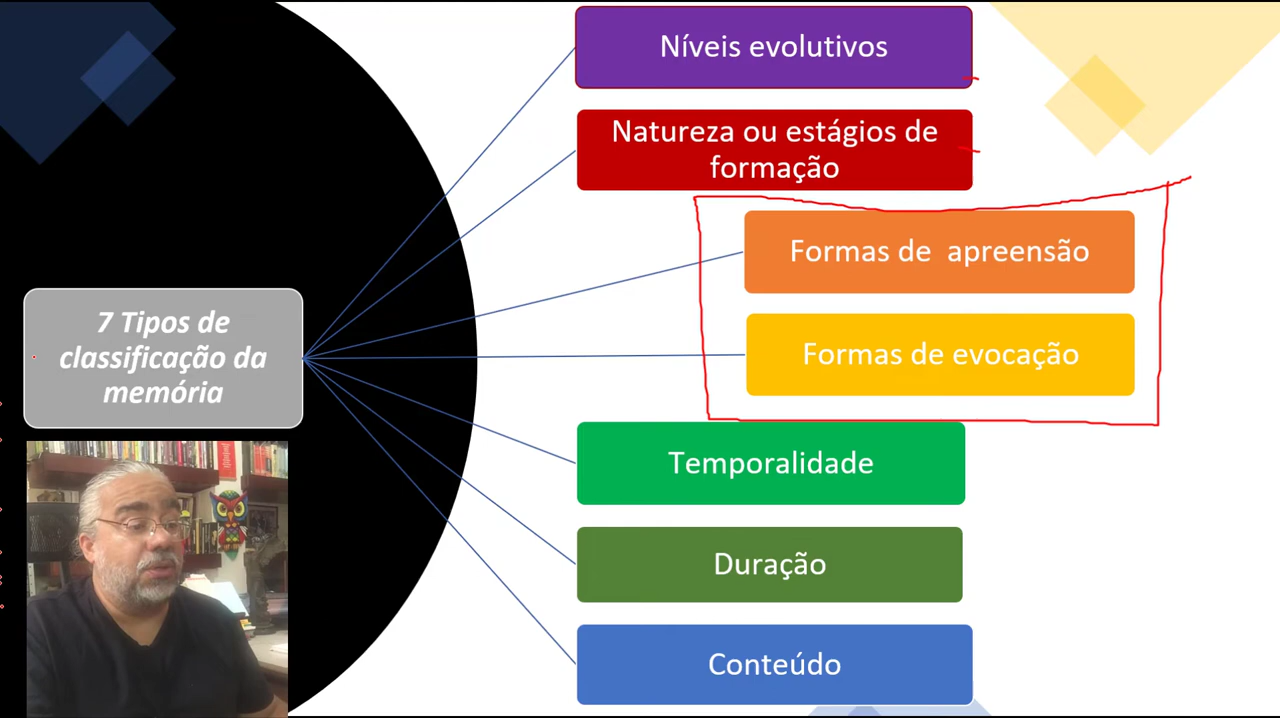 Níveis evolutivos
Natureza ou estágios de
formação
Formas de apreensão
Formas de evocação
7 Tipos de
classificação da
memória
Temporalidade
Duração
Conteúdo